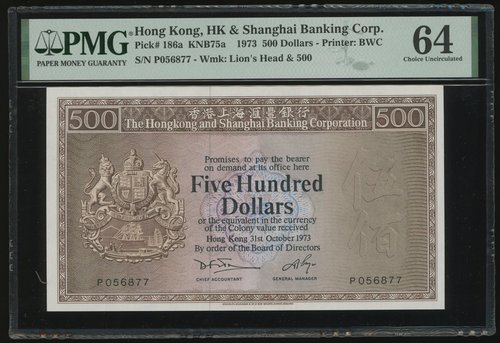 PMG
PAPER MONEY GUARANTY
Hong Kong, HK & Shanghai Banking Corp.
Pick# 186a KNB75a 1973 500 Dollars - Printer: BWC
S/N P056877 - Wmk: Lion's Head & 500
64
Choice Uncirculated
500
香港上海滙豐銀行
500
The Hongkong and Shanghai Banking Corporation
Promises to pay the bearer
on demand at its office here
Five Hundred
Dollars
or the equivalent in the currency
of the Colony value received
Hong Kong 31st October 1973
By order of the Board of Directors
CHIEF ACCOUNTANT
GENERAL MANAGER
P056877
P056877